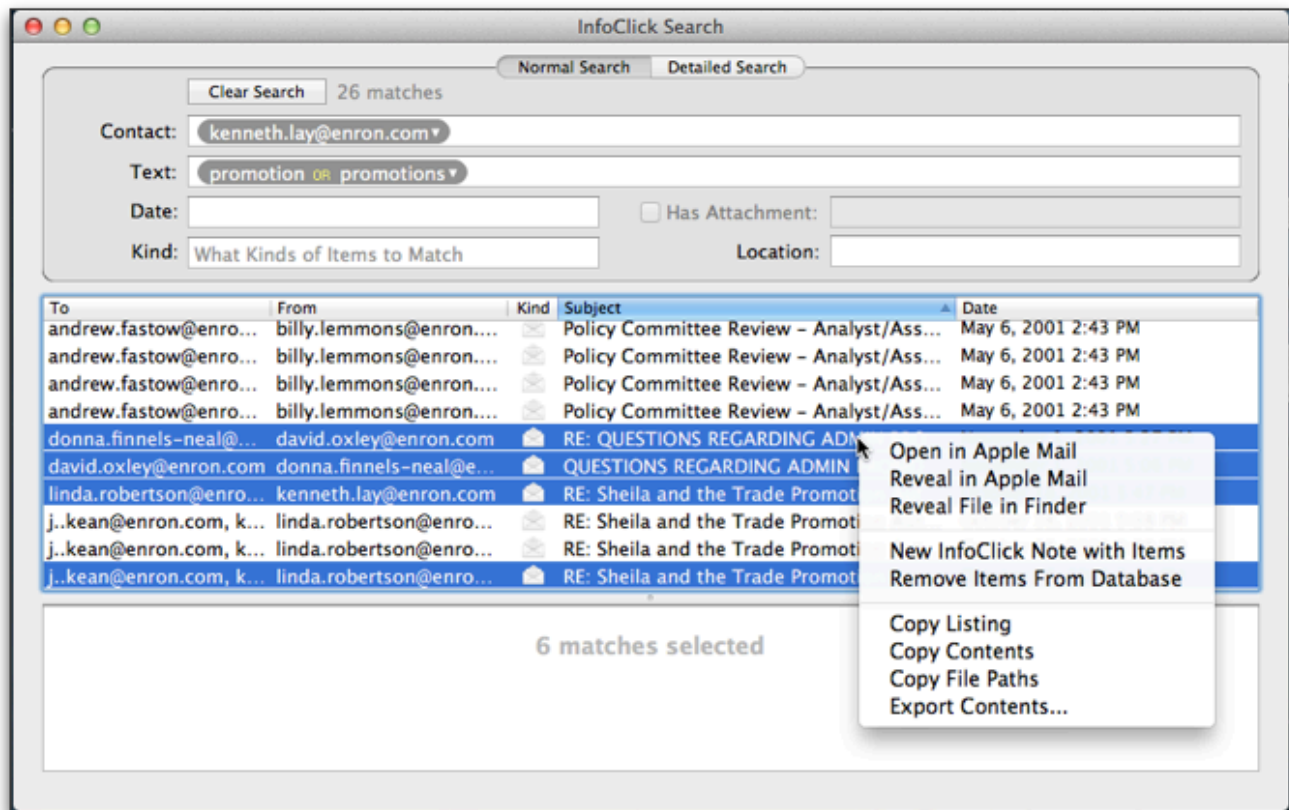 InfoClick Search
Normal Search Detailed Search
Clear Search 26 matches
Contact: kenneth.lay@enron.com
Text: promotion OR promotions
Date: Has Attachment:
Kind: What Kinds of Items to Match Location:
To From Kind Subject Date
andrew.fastow@enro... billy.lemmons@enron.... Policy Committee Review – Analyst/Ass... May 6, 2001 2:43 PM
andrew.fastow@enro... billy.lemmons@enron.... Policy Committee Review – Analyst/Ass... May 6, 2001 2:43 PM
andrew.fastow@enro... billy.lemmons@enron.... Policy Committee Review – Analyst/Ass... May 6, 2001 2:43 PM
andrew.fastow@enro... billy.lemmons@enron.... Policy Committee Review – Analyst/Ass... May 6, 2001 2:43 PM
donna.finnels-neal@... david.oxley@enron.com RE: QUESTIONS REGARDING
david.oxley@enron.com donna.finnels-neal@e... QUESTIONS REGARDING ADMIN
linda.robertson@enro... kenneth.lay@enron.com RE: Sheila and the Trade
j..kean@enron.com, k... linda.robertson@enro... RE: Sheila and the Trade
j..kean@enron.com, k... linda.robertson@enro... RE: Sheila and the Trade
j..kean@enron.com, k... linda.robertson@enro... RE: Sheila and the Trade
Open in Apple Mail
Reveal in Apple Mail
Reveal File in Finder
New InfoClick Note with Items
Remove Items From Database
Copy Listing
Copy Contents
Copy File Paths
Export Contents...
6 matches selected